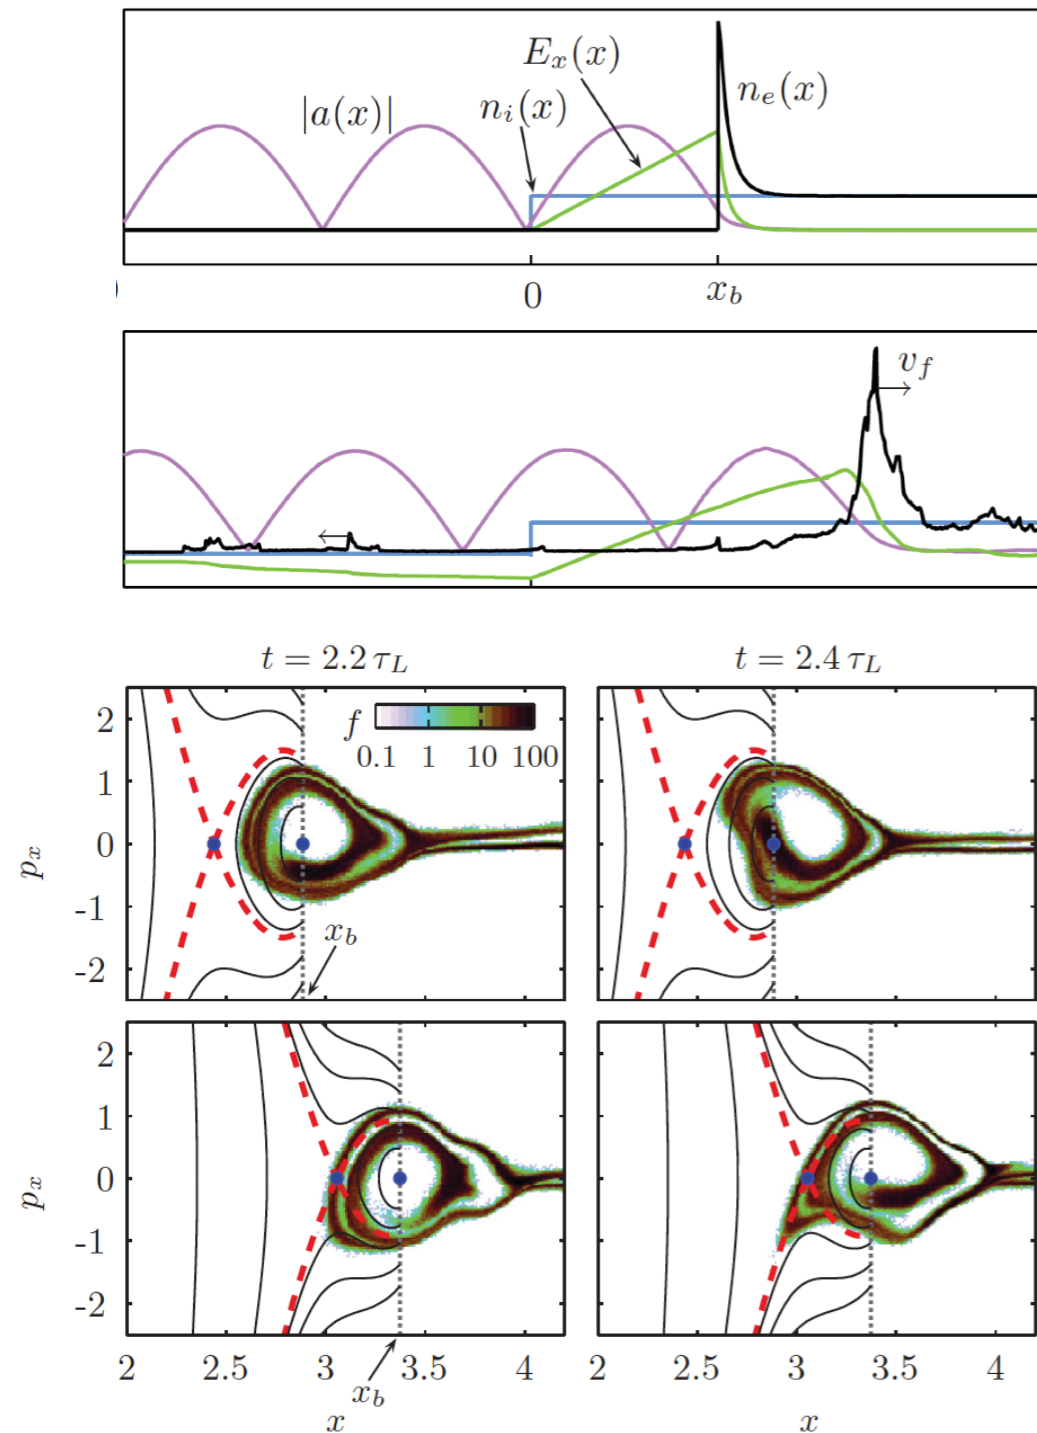 E_x(x)
|a(x)|
n_i(x)
n_e(x)
0
x_b
v_f
t = 2.2 τ_L
t = 2.4 τ_L
2
1
0
-1
-2
p_x
f
0.1
1
10
100
x_b
2
1
0
-1
-2
p_x
2
2.5
3
3.5
4
2
2.5
3
3.5
4
x_b
x
x